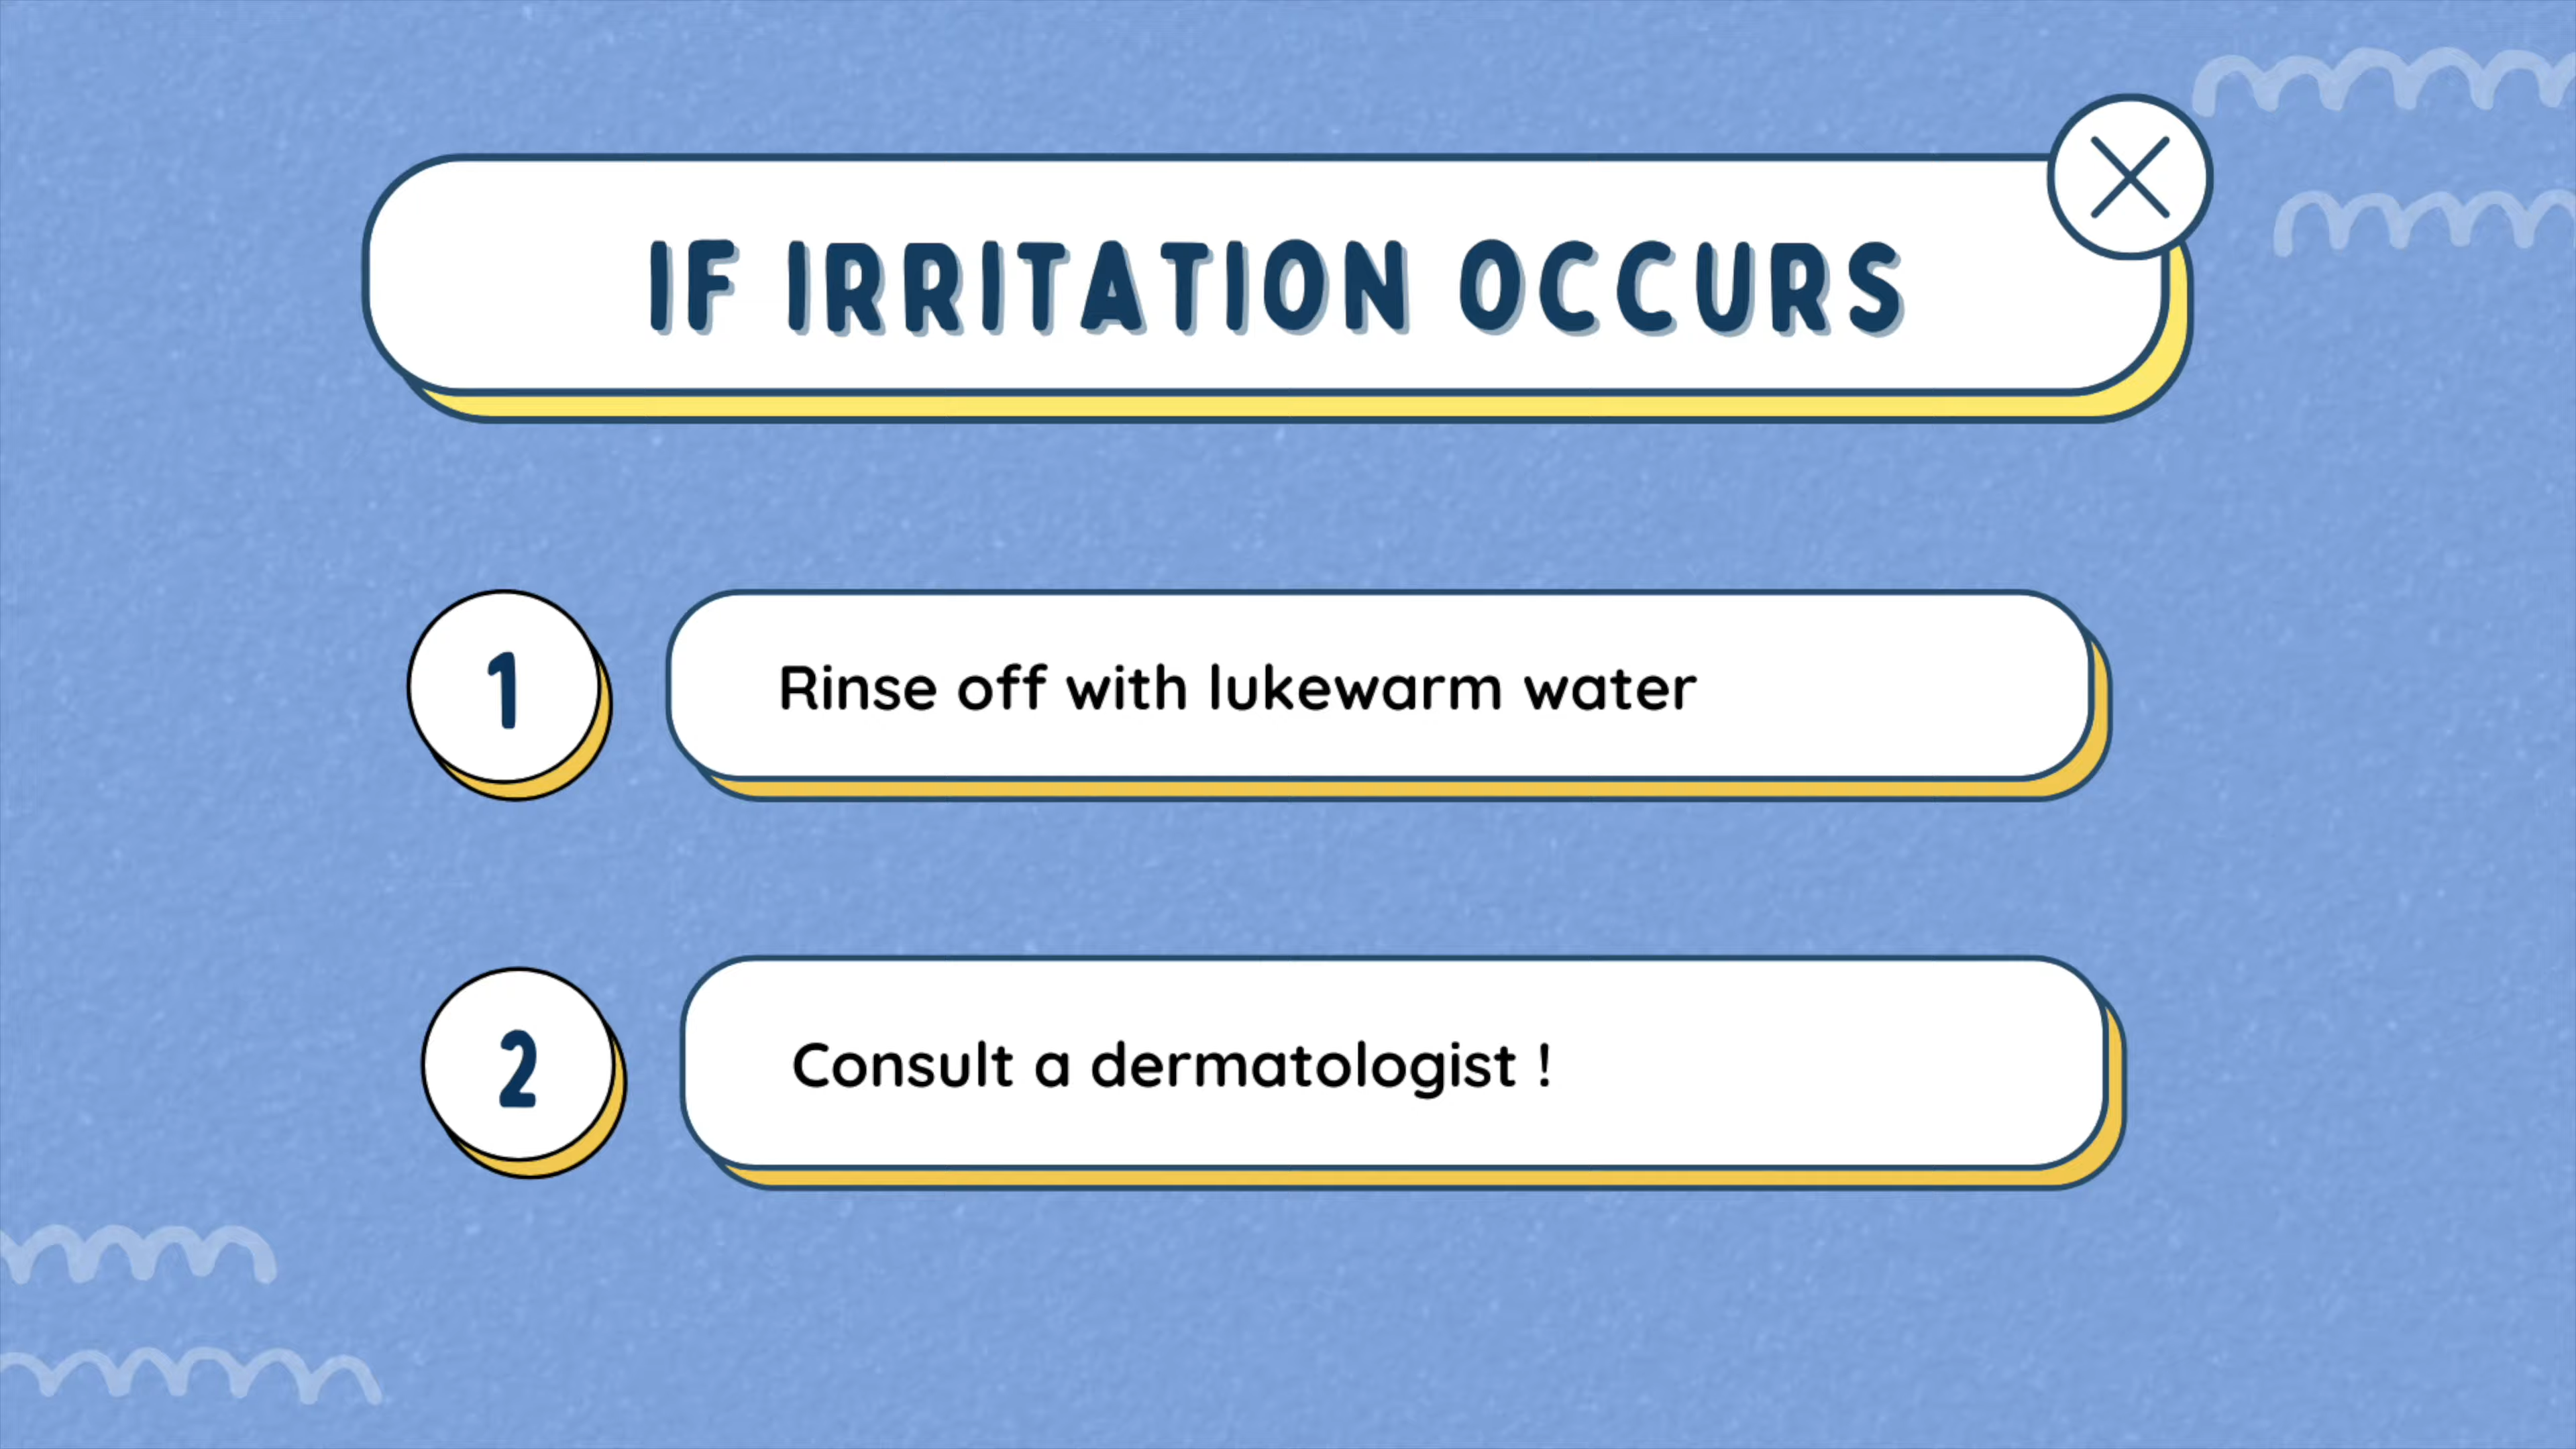 IF IRRITATION OCCURS
1
Rinse off with lukewarm water
2
Consult a dermatologist !